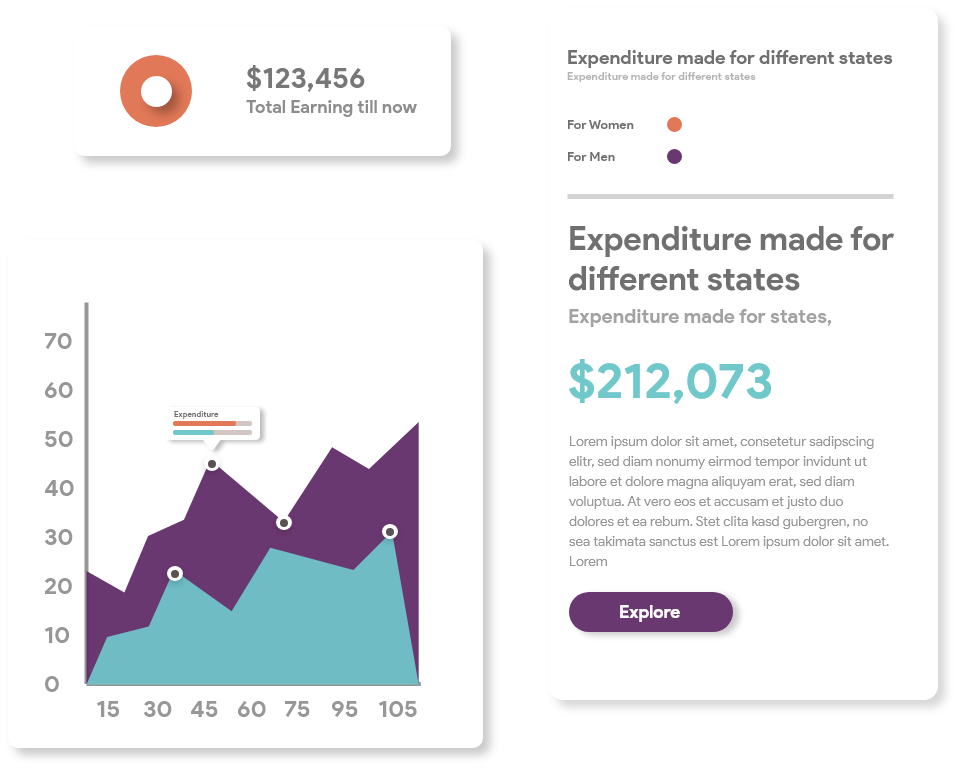 $123,456
Total Earning till now
70
60
50
40
30
20
10
0
Expenditure
15 30 45 60 75 95 105
Expenditure made for different states
Expenditure made for different states
For Women
For Men
Expenditure made for
different states
Expenditure made for states,
$212,073
Lorem ipsum dolor sit amet, consetetur sadipscing
elitr, sed diam nonumy eirmod tempor invidunt ut
labore et dolore magna aliquyam erat, sed diam
voluptua. At vero eos et accusam et justo duo
dolores et ea rebum. Stet clita kasd gubergren, no
sea takimata sanctus est Lorem ipsum dolor sit amet.
Lorem
Explore